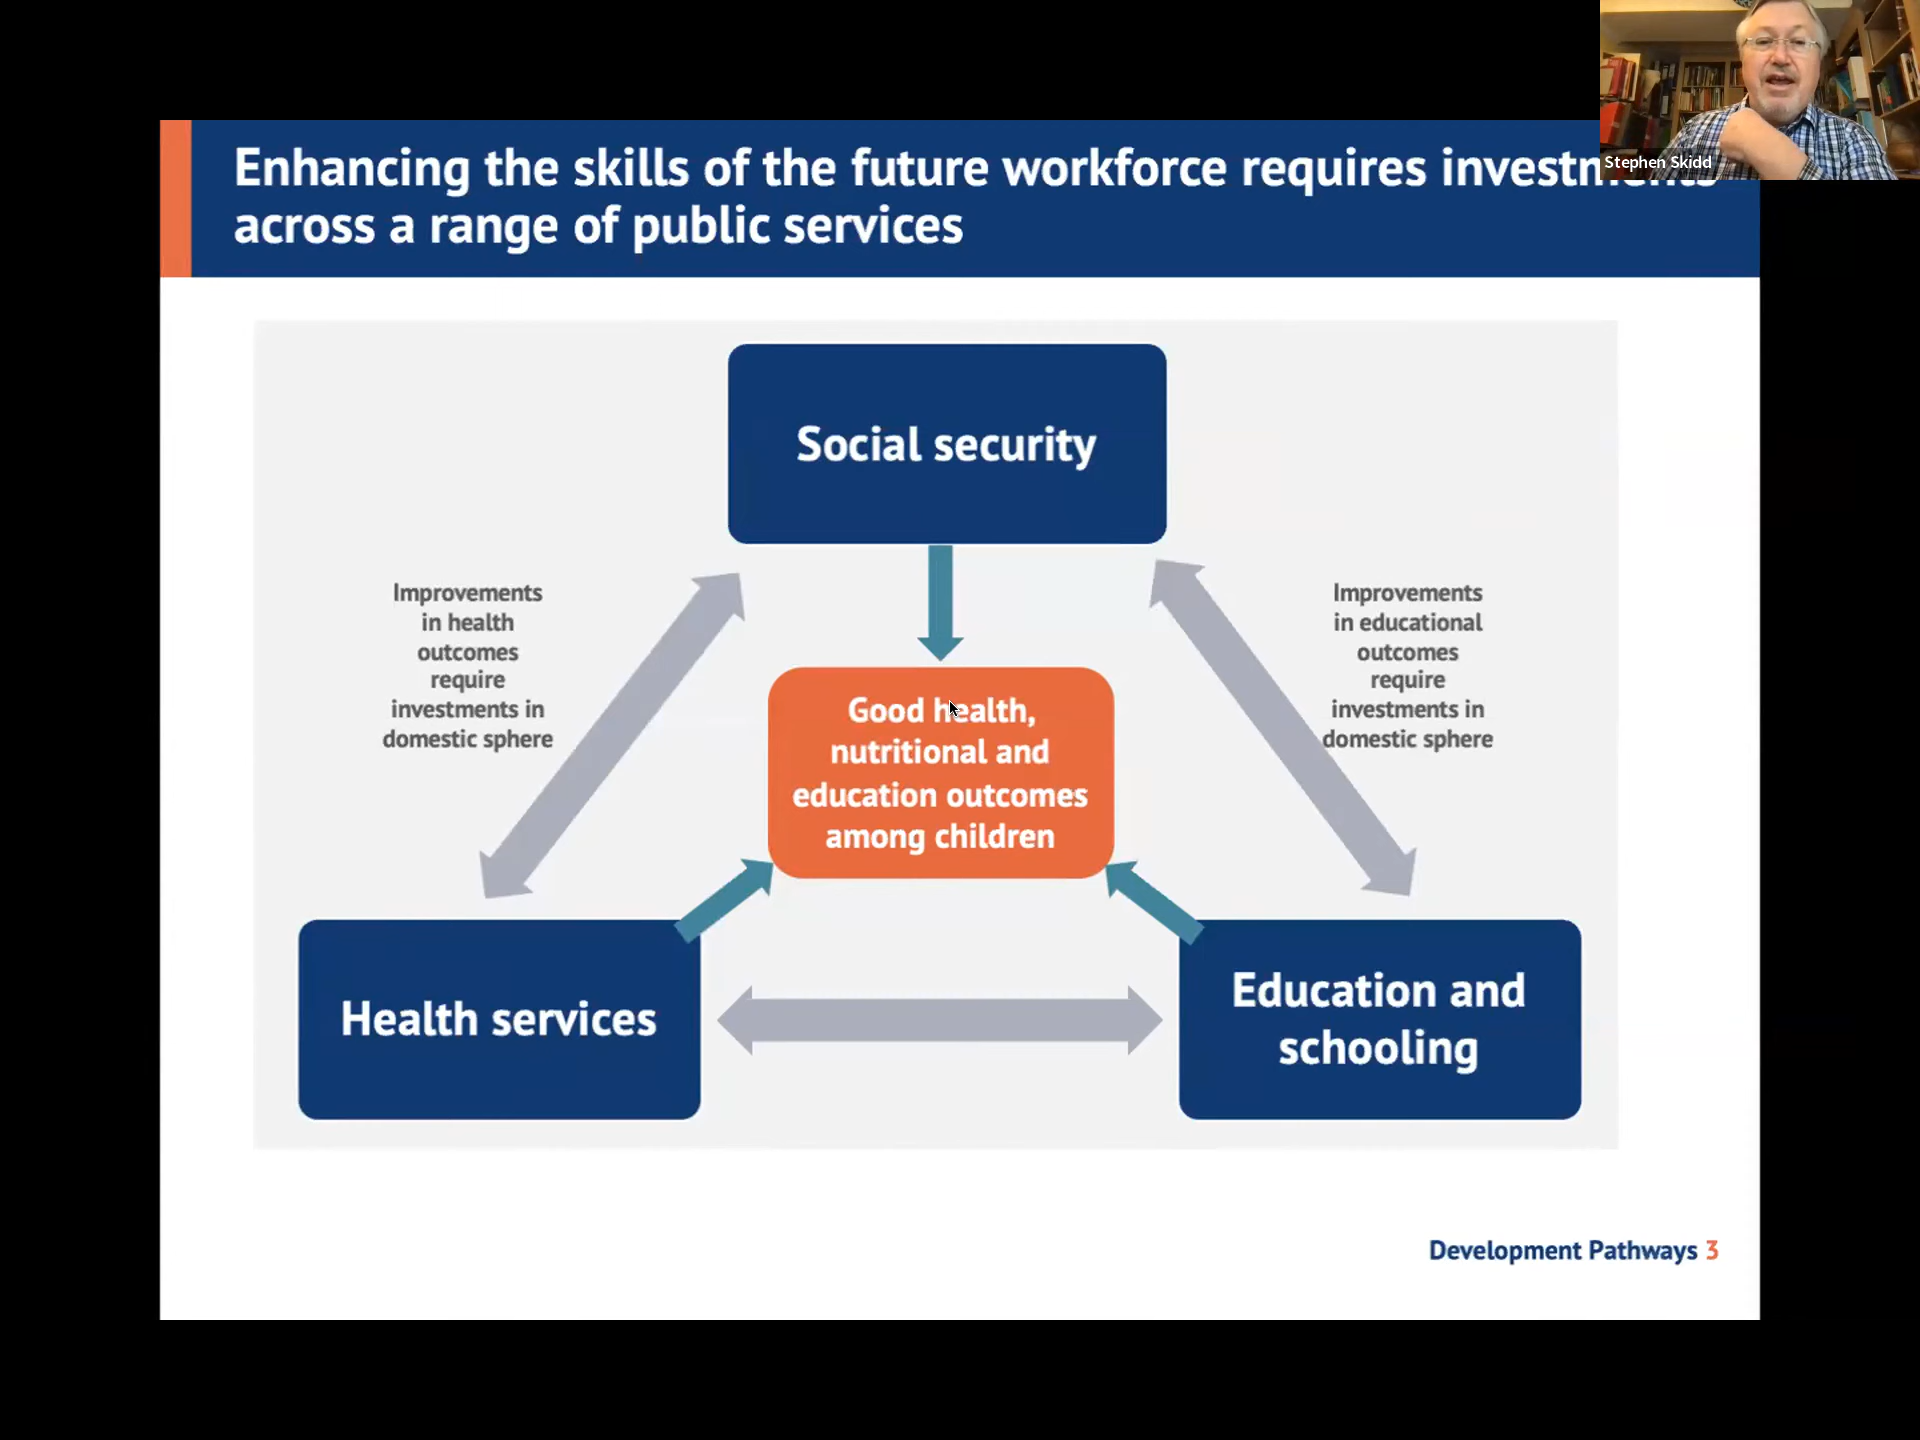 Enhancing the skills of the future workforce requires investments
across a range of public services
Stephen Skidd
Social security
Improvements
in health
outcomes
require
investments in
domestic sphere
Improvements
in educational
outcomes
require
investments in
domestic sphere
Good health,
nutritional and
education outcomes
among children
Health services
Education and
schooling
Development Pathways 3